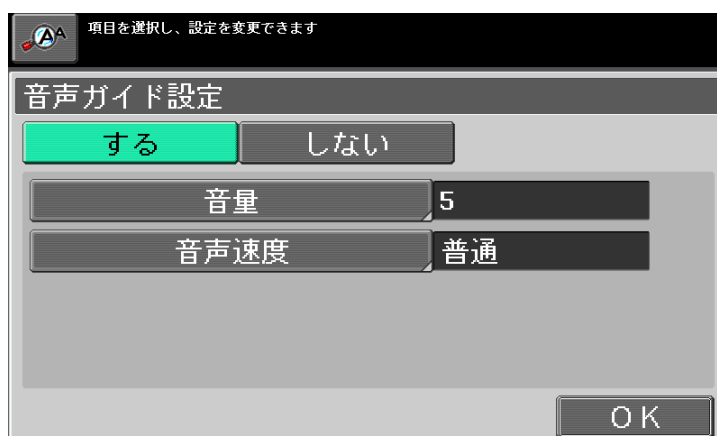 AA 項目を選択し、設定を変更できます
音声ガイド設定
する しない
音量 5
音声速度 普通
OK